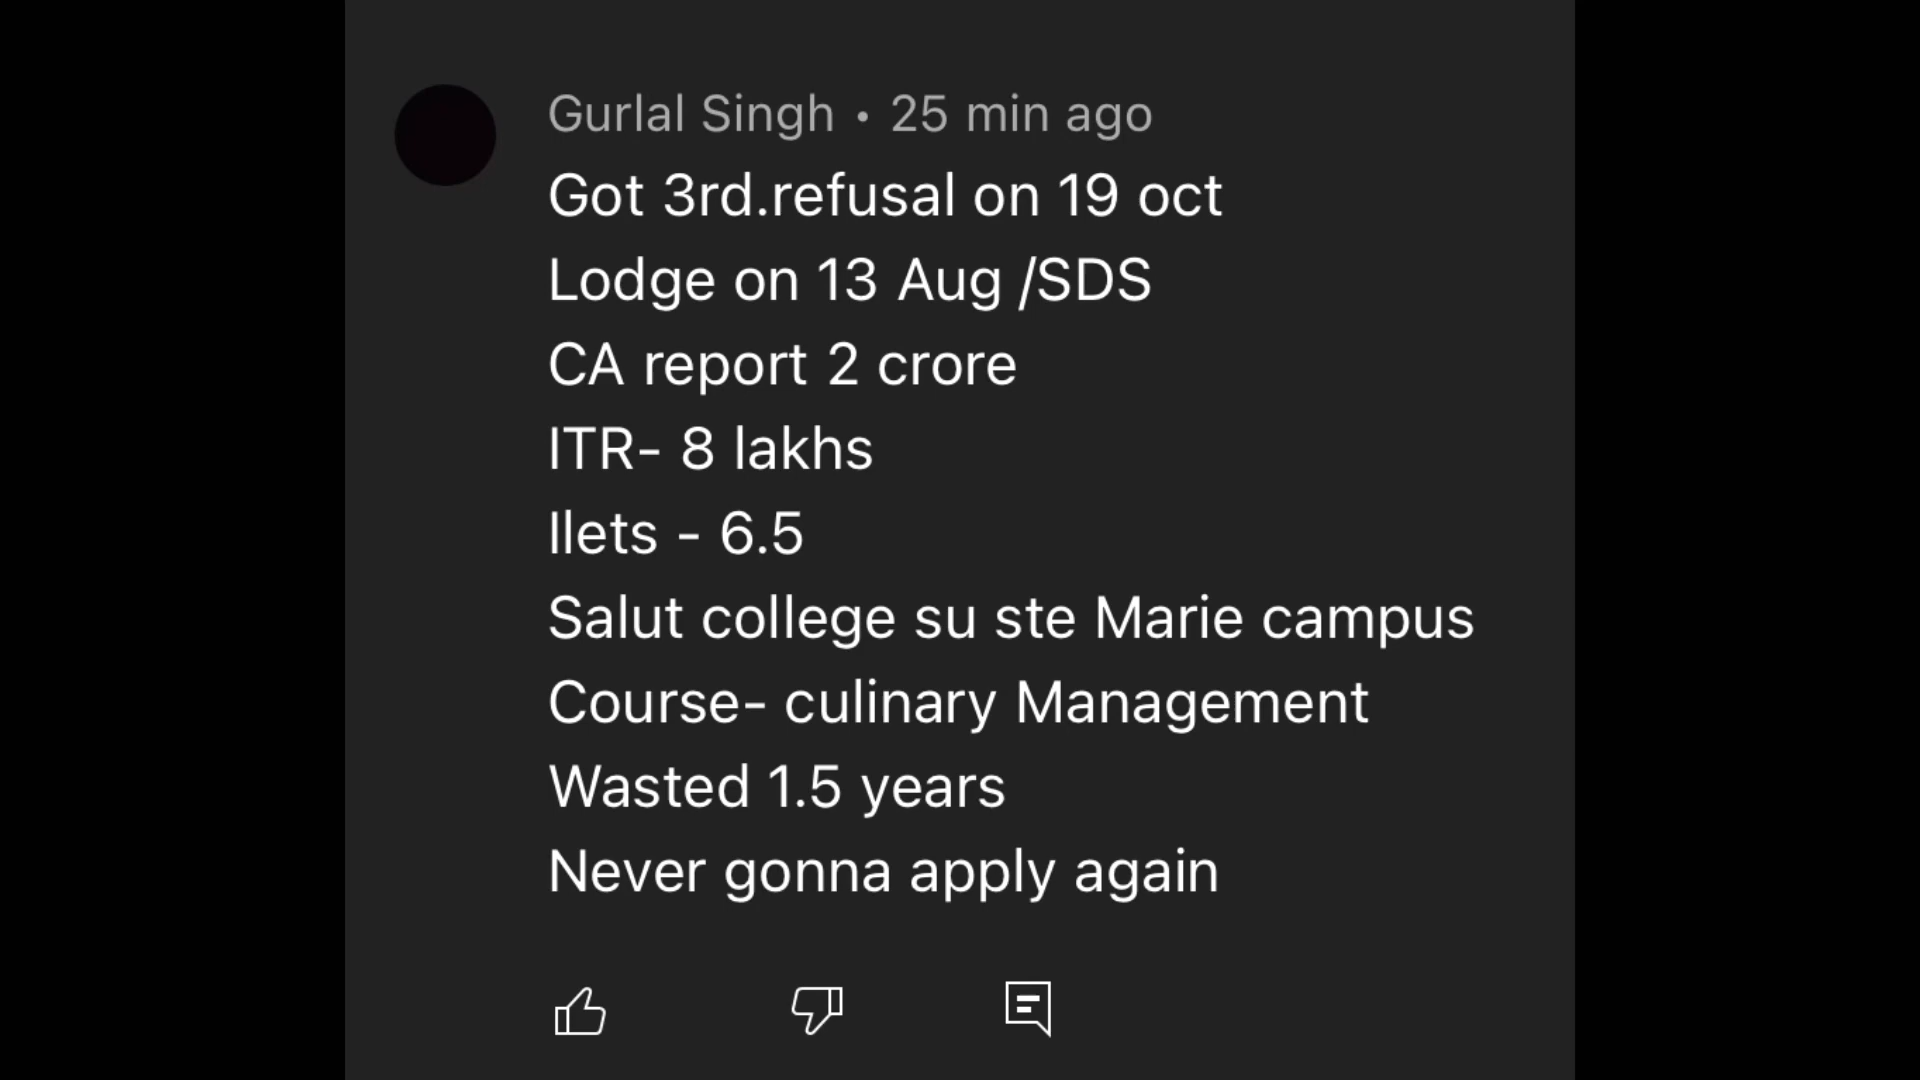 Gurlal Singh • 25 min ago
Got 3rd.refusal on 19 oct
Lodge on 13 Aug /SDS
CA report 2 crore
ITR- 8 lakhs
Ilets - 6.5
Salut college su ste Marie campus
Course- culinary Management
Wasted 1.5 years
Never gonna apply again